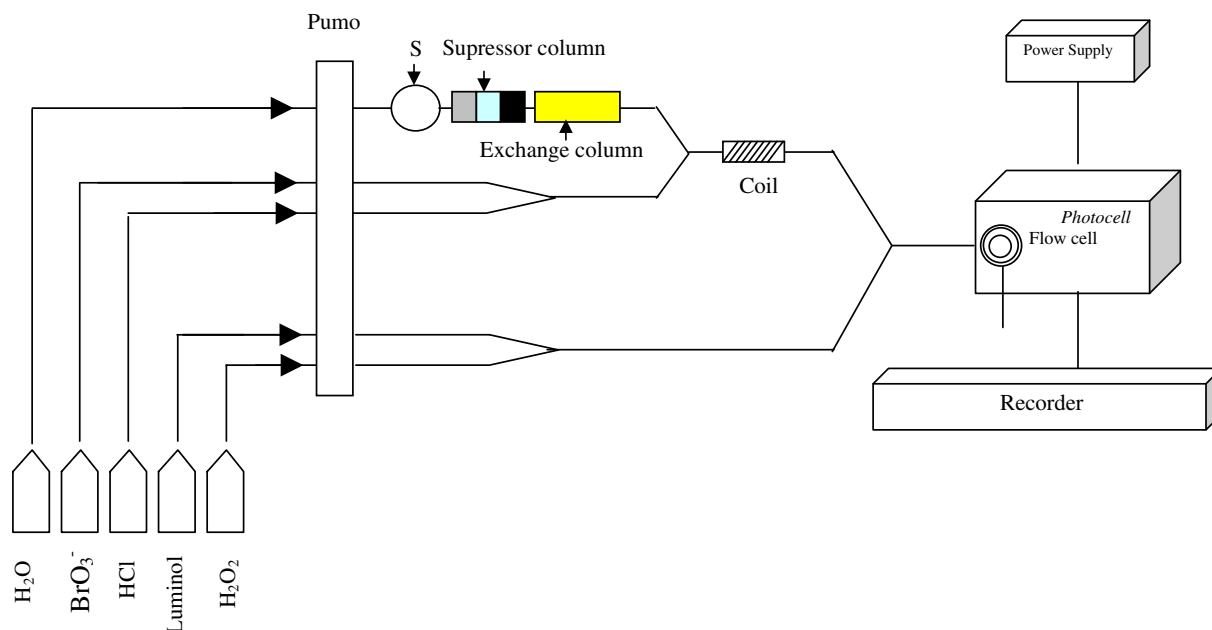 Pumo
S
Supressor column
Power Supply
Exchange column
Coil
Photocell
Flow cell
Recorder
H₂O
BrO₃⁻
HCl
Luminol
H₂O₂